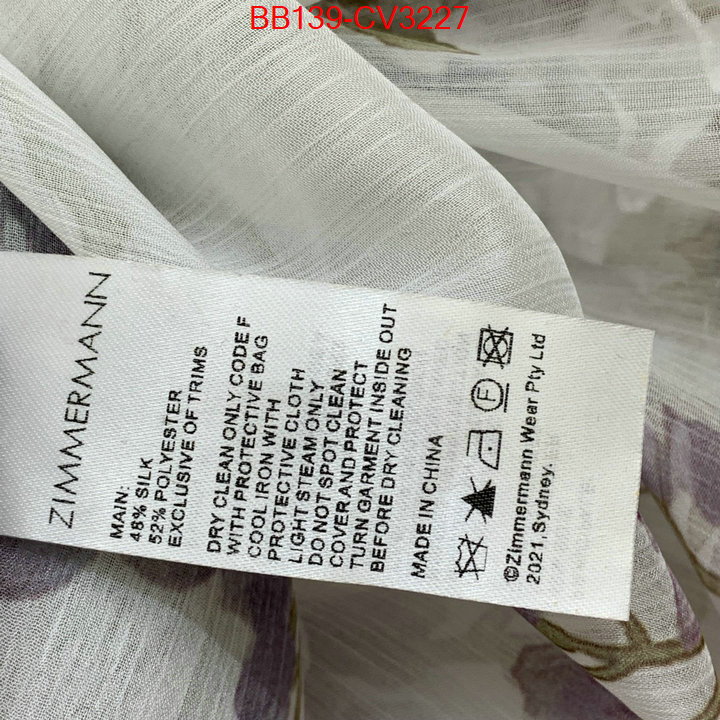 BB139-CV3227
ZIMMERMANN
MAIN:
48% SILK
52% POLYESTER
EXCLUSIVE OF TRIMS
DRY CLEAN ONLY CODE F
WITH PROTECTIVE BAG
COOL IRON WITH
PROTECTIVE CLOTH
LIGHT STEAM ONLY
DO NOT SPOT CLEAN
COVER AND PROTECT
TURN GARMENT INSIDE OUT
BEFORE DRY CLEANING
MADE IN CHINA
F
©Zimmermann Wear Pty Ltd
2021, Sydney.